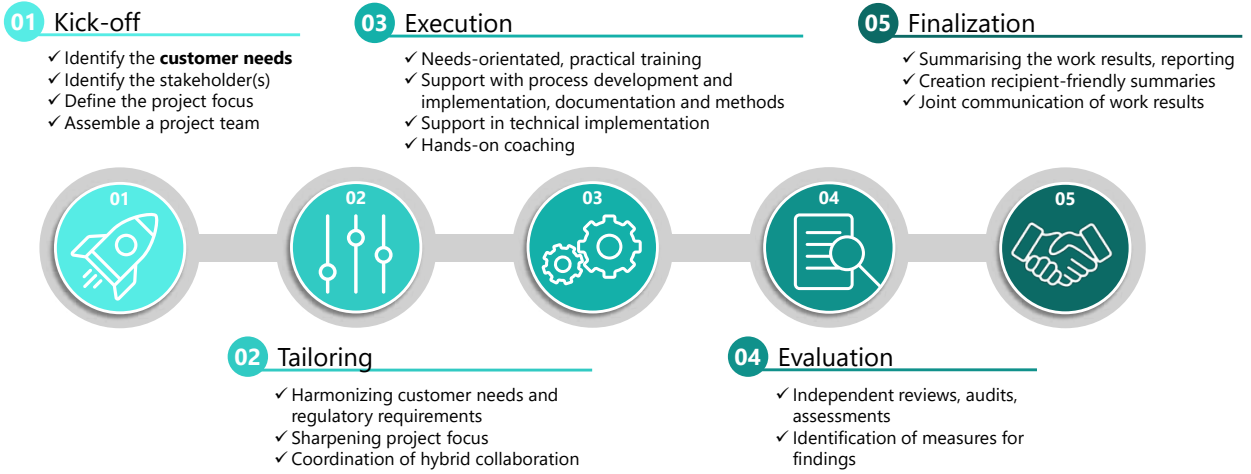 01 Kick-off
✓ Identify the customer needs
✓ Identify the stakeholder(s)
✓ Define the project focus
✓ Assemble a project team
03 Execution
✓ Needs-orientated, practical training
✓ Support with process development and
implementation, documentation and methods
✓ Support in technical implementation
✓ Hands-on coaching
05 Finalization
✓ Summarising the work results, reporting
✓ Creation recipient-friendly summaries
✓ Joint communication of work results
01
02
03
04
05
02 Tailoring
✓ Harmonizing customer needs and
regulatory requirements
✓ Sharpening project focus
✓ Coordination of hybrid collaboration
04 Evaluation
✓ Independent reviews, audits,
assessments
✓ Identification of measures for
findings